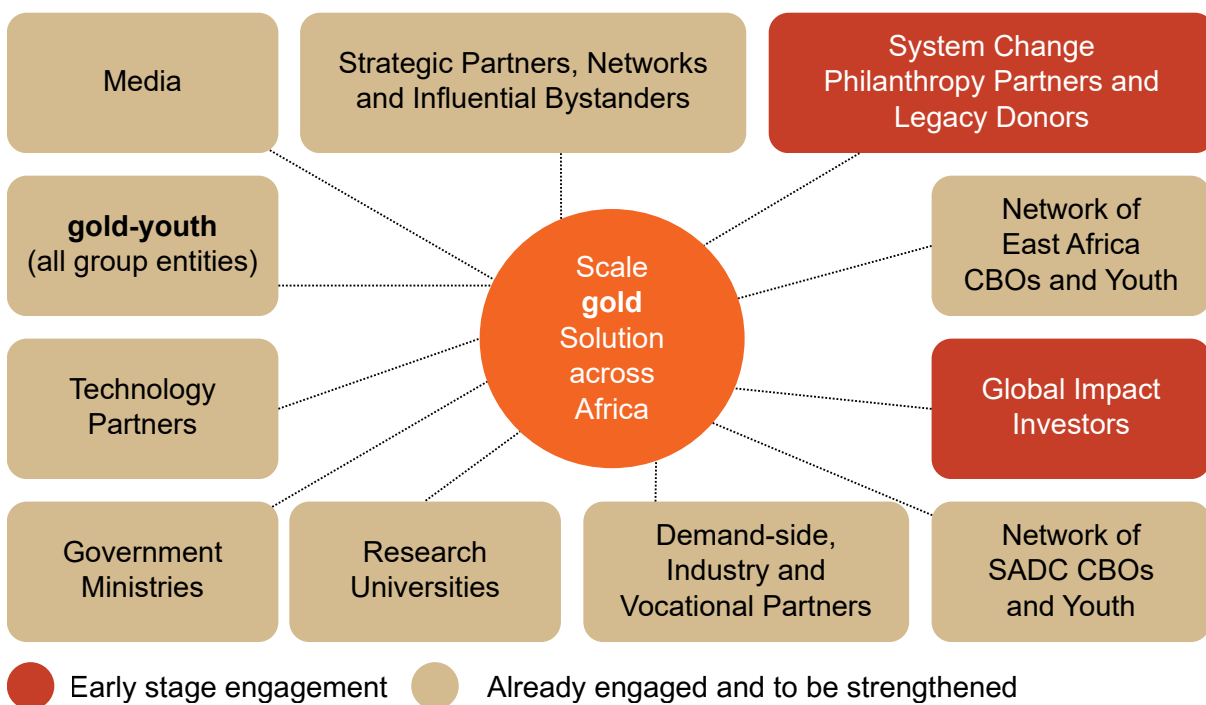 Media
Strategic Partners, Networks
and Influential Bystanders
System Change
Philanthropy Partners and
Legacy Donors
gold-youth
(all group entities)
Network of
East Africa
CBOs and Youth
Scale
gold
Solution
across
Africa
Technology
Partners
Global Impact
Investors
Government
Ministries
Research
Universities
Demand-side,
Industry and
Vocational Partners
Network of
SADC CBOs
and Youth
Early stage engagement
Already engaged and to be strengthened